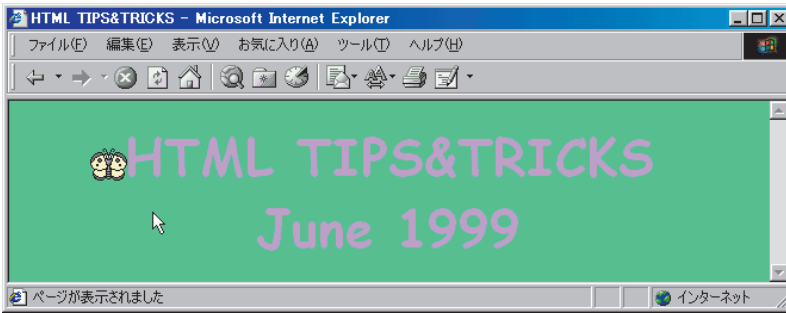 HTML TIPS&TRICKS - Microsoft Internet Explorer
ファイル(F) 編集(E) 表示(V) お気に入り(A) ツール(T) ヘルプ(H)
HTML TIPS&TRICKS
June 1999
ページが表示されました インターネット